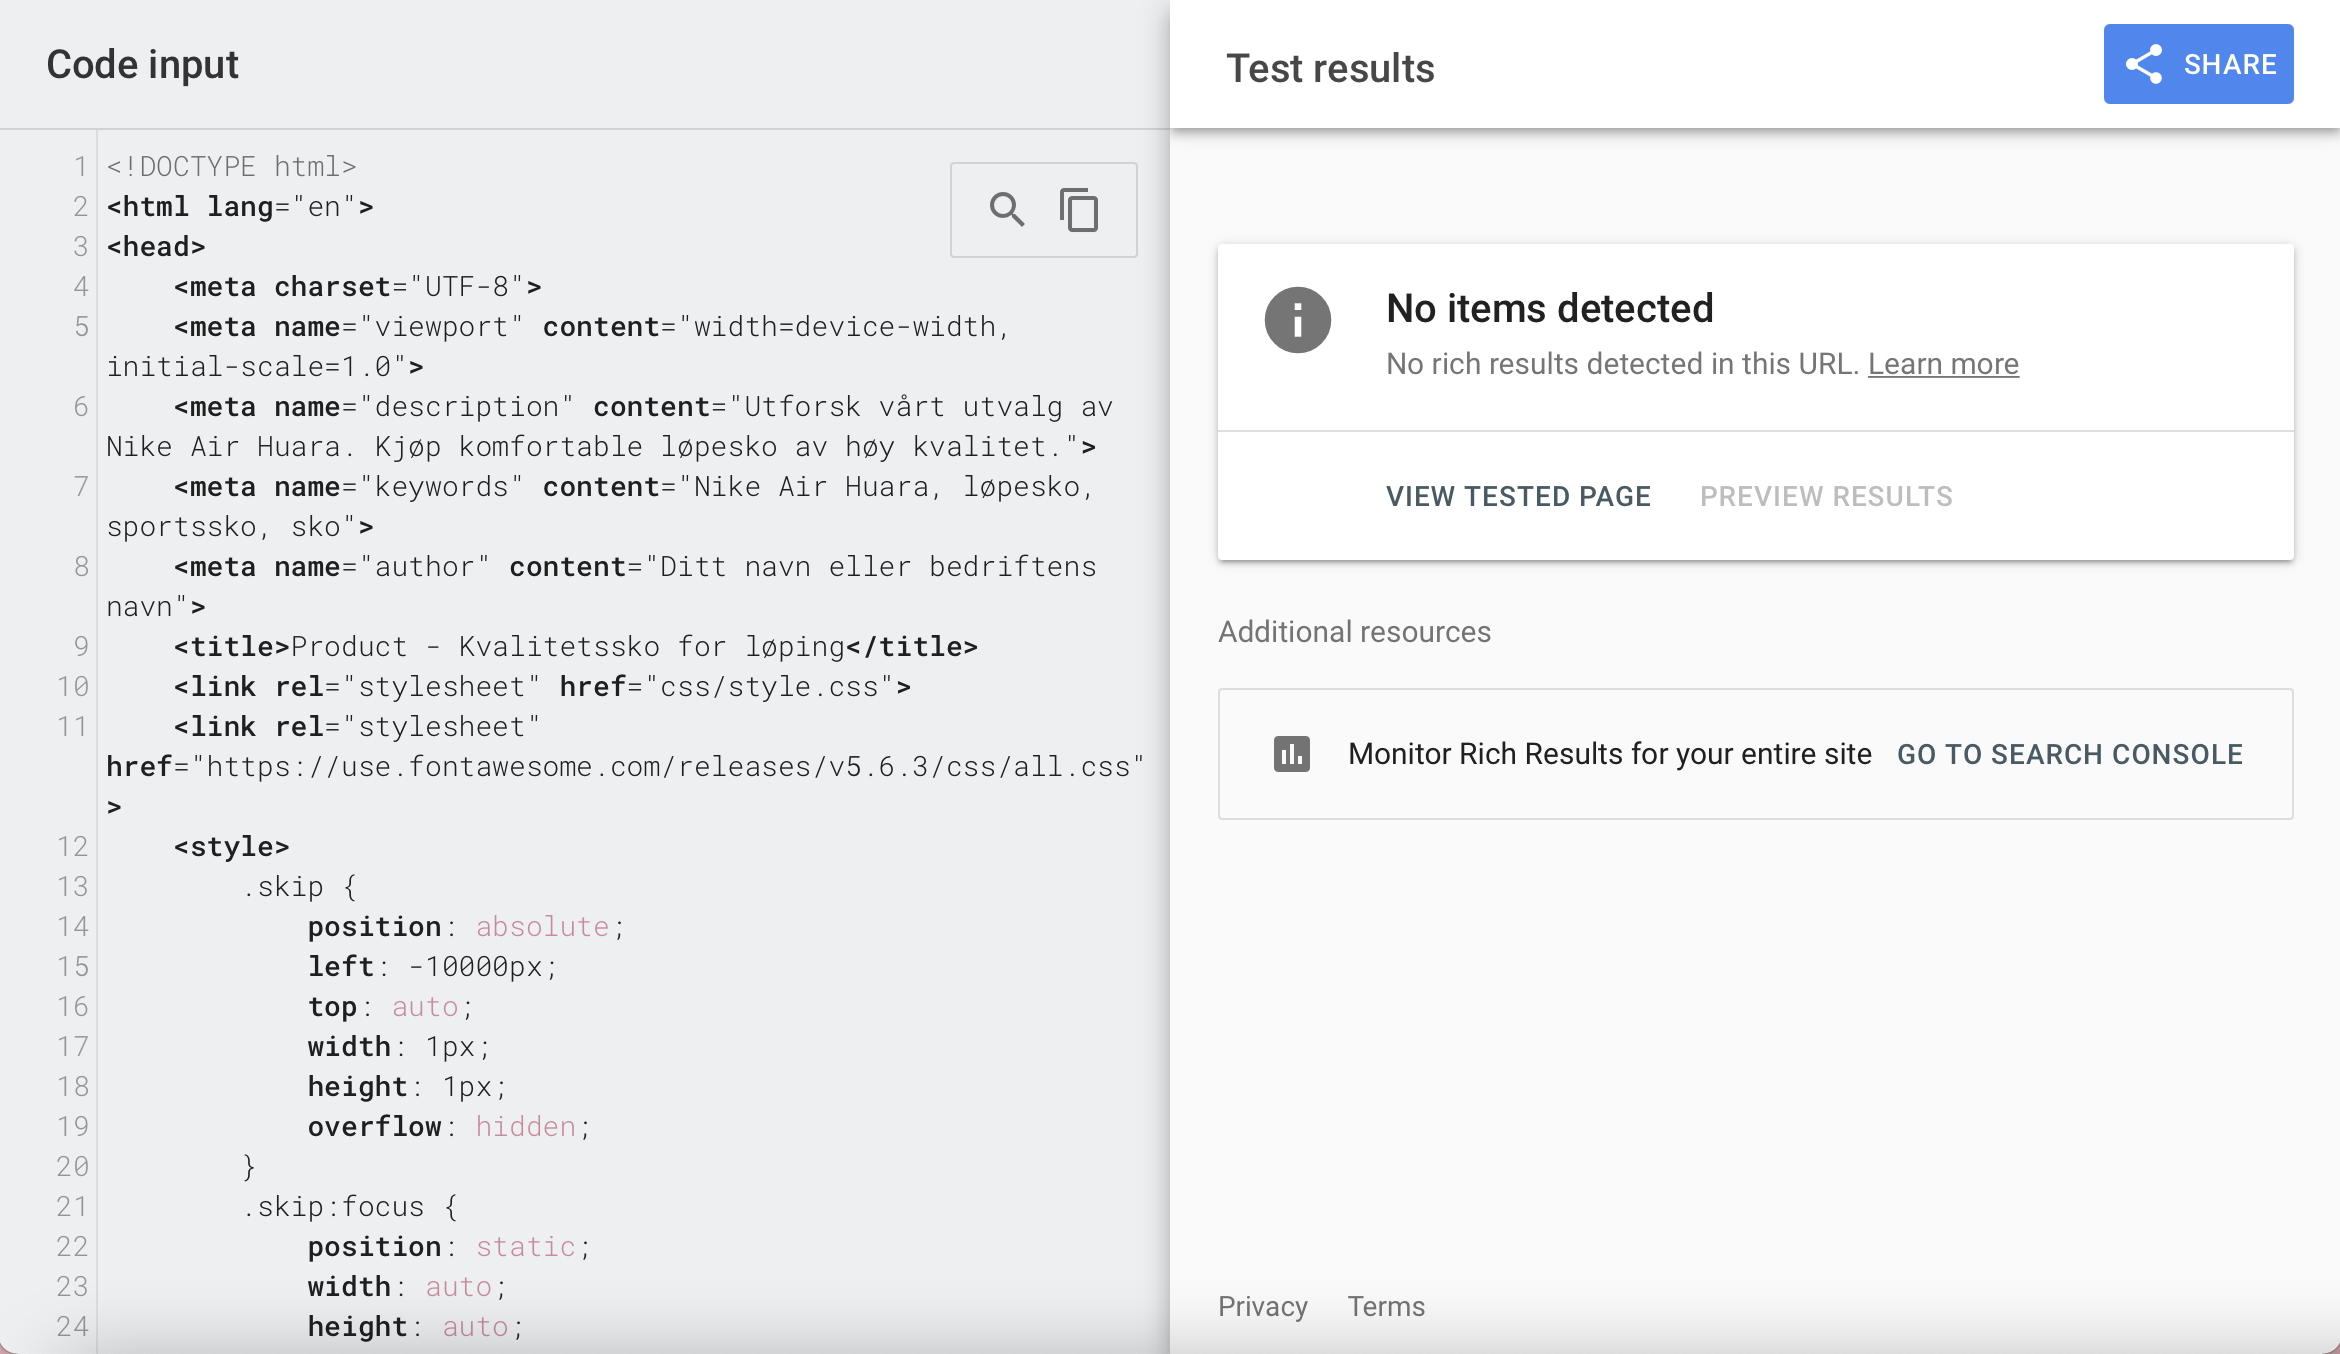 Code input
1 <!DOCTYPE html>
2 <html lang="en">
3 <head>
4 <meta charset="UTF-8">
5 <meta name="viewport" content="width=device-width,
initial-scale=1.0">
6 <meta name="description" content="Utforsk vårt utvalg av
Nike Air Huara. Kjøp komfortable løpesko av høy kvalitet.">
7 <meta name="keywords" content="Nike Air Huara, løpesko,
sportssko, sko">
8 <meta name="author" content="Ditt navn eller bedriftens
navn">
9 <title>Product - Kvalitetssko for løping</title>
10 <link rel="stylesheet" href="css/style.css">
11 <link rel="stylesheet"
href="https://use.fontawesome.com/releases/v5.6.3/css/all.css"
>
12 <style>
13 .skip {
14 position: absolute;
15 left: -10000px;
16 top: auto;
17 width: 1px;
18 height: 1px;
19 overflow: hidden;
20 }
21 .skip:focus {
22 position: static;
23 width: auto;
24 height: auto;
Test results
SHARE
No items detected
No rich results detected in this URL. Learn more
VIEW TESTED PAGE PREVIEW RESULTS
Additional resources
Monitor Rich Results for your entire site GO TO SEARCH CONSOLE
Privacy Terms